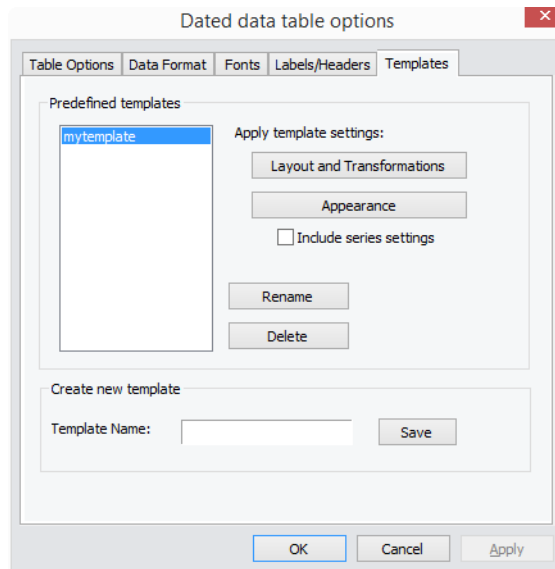 Dated data table options
Table Options Data Format Fonts Labels/Headers Templates
Predefined templates
mytemplate
Apply template settings:
Layout and Transformations
Appearance
Include series settings
Rename
Delete
Create new template
Template Name:
Save
OK Cancel Apply